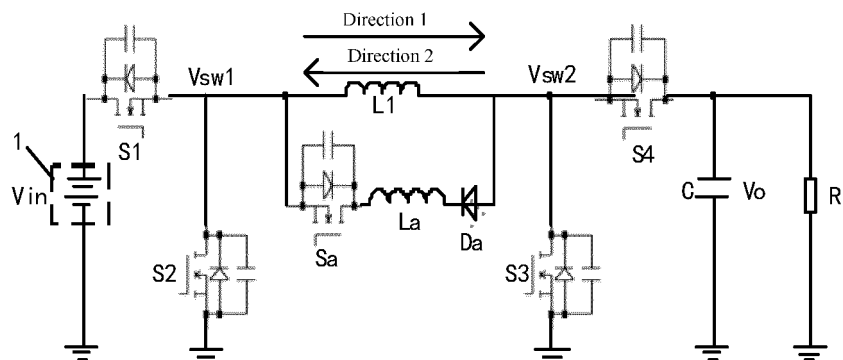 Direction 1
Direction 2
Vsw1
Vsw2
L1
S1
S4
1
Vin
C
Vo
R
La
Sa
Da
S2
S3